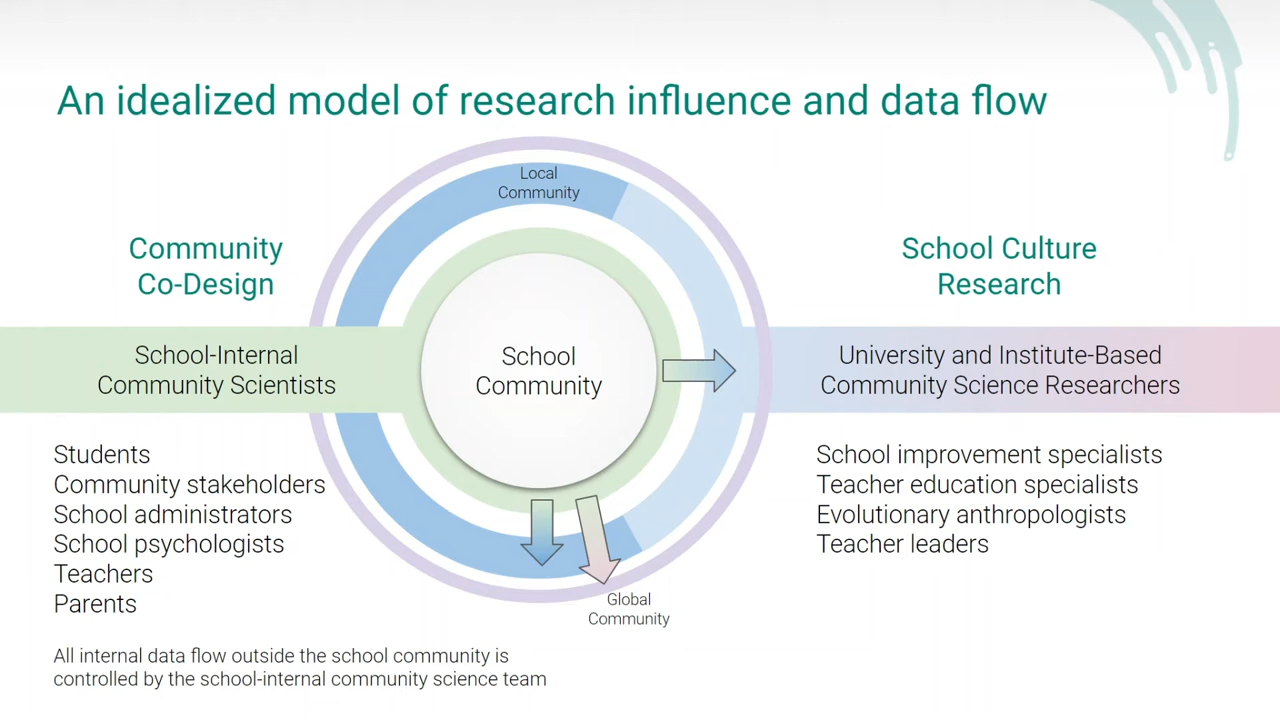 An idealized model of research influence and data flow
Local
Community
Community
Co-Design
School Culture
Research
School-Internal
Community Scientists
School
Community
University and Institute-Based
Community Science Researchers
Students
Community stakeholders
School administrators
School psychologists
Teachers
Parents
School improvement specialists
Teacher education specialists
Evolutionary anthropologists
Teacher leaders
Global
Community
All internal data flow outside the school community is
controlled by the school-internal community science team